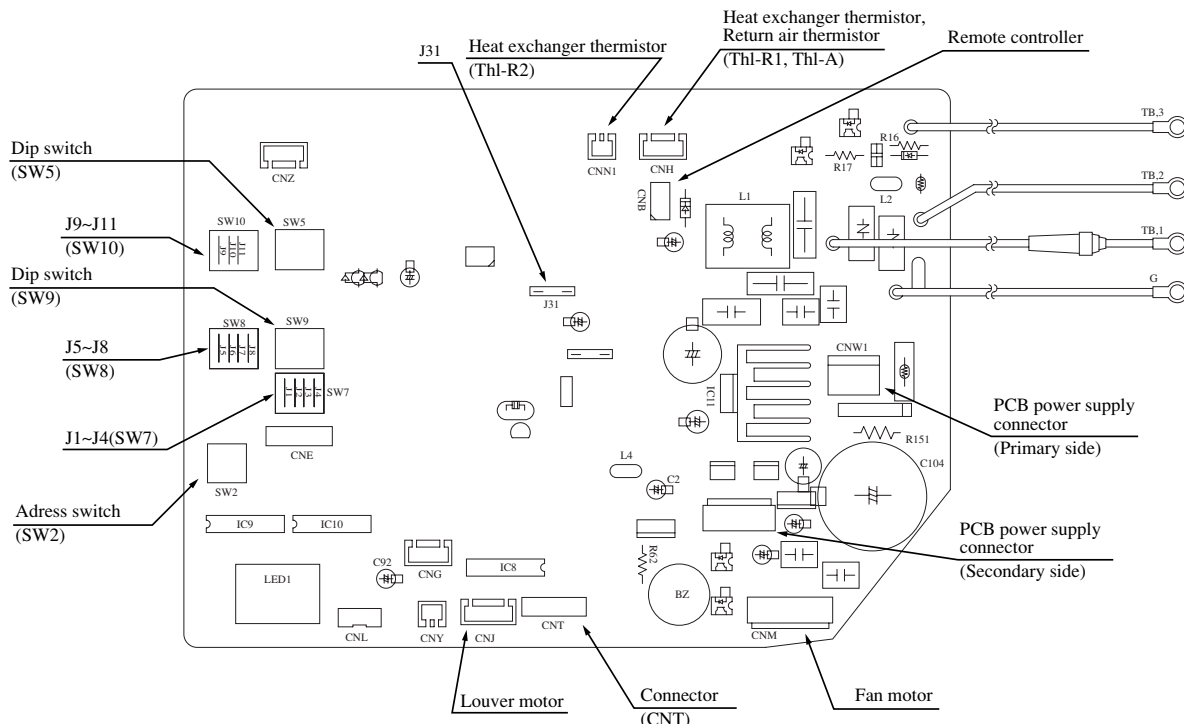 Heat exchanger thermistor,
Return air thermistor
(Thl-R1, Thl-A)
Remote controller
J31
Heat exchanger thermistor
(Thl-R2)
TB,3
R16
R17
CNN1
CNH
CNB
CNZ
Dip switch
(SW5)
TB,2
L2
L1
SW10
SW5
J9~J11
(SW10)
J9
J10
J11
TB,1
Dip switch
(SW9)
G
J31
SW8
SW9
J5~J8
(SW8)
J5
J6
J7
J8
CNW1
IC11
J1
J2
J3
J4
SW7
PCB power supply
connector
(Primary side)
J1~J4(SW7)
CNE
R151
C104
L4
C2
SW2
Adress switch
(SW2)
IC9
IC10
PCB power supply
connector
(Secondary side)
R62
CNG
C92
IC8
LED1
BZ
CNL
CNY
CNJ
CNT
CNM
Louver motor
Connector
(CNT)
Fan motor